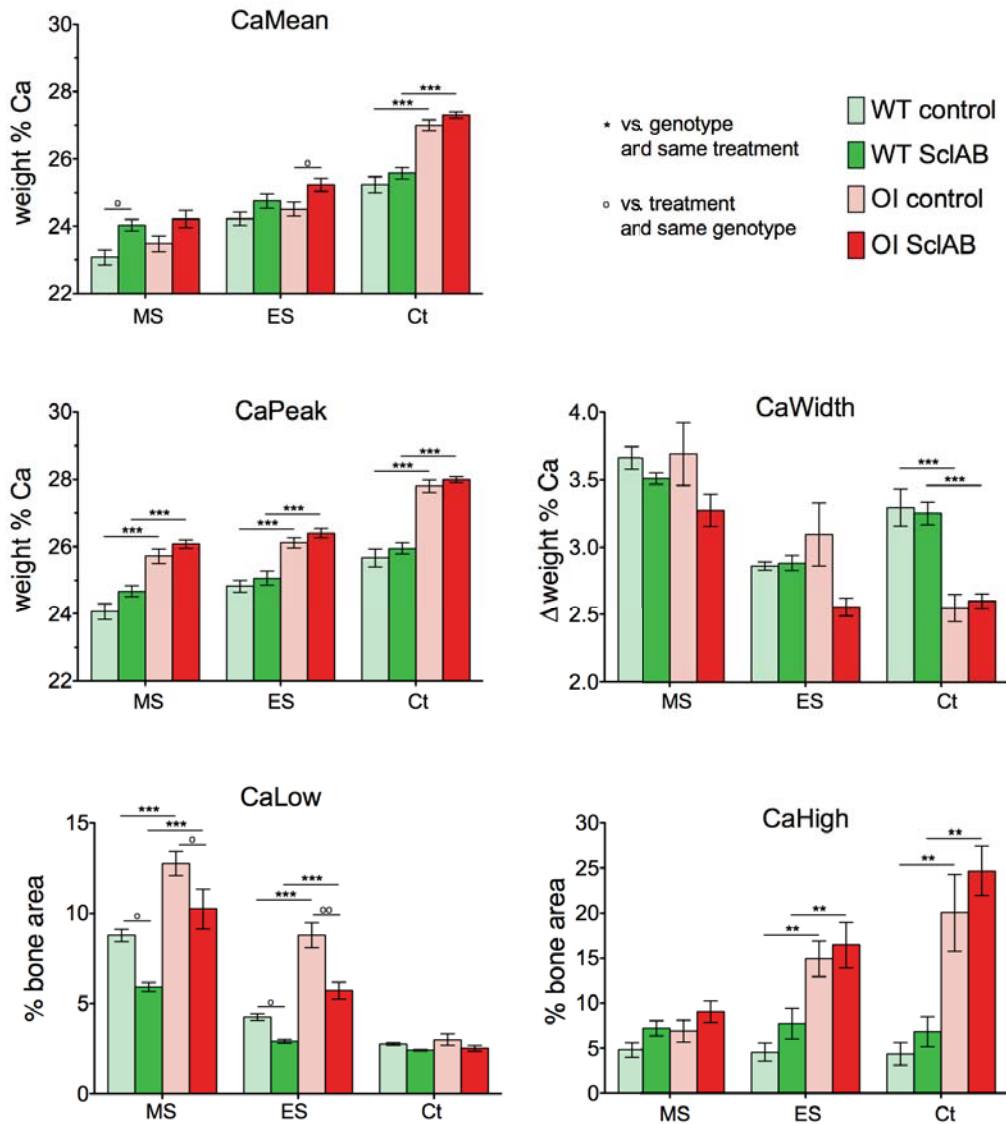 CaMean
weight % Ca
30
28
26
24
22
***
***
o
o
MS ES Ct
* vs. genotype
and same treatment
o vs. treatment
and same genotype
WT control
WT SclAB
OI control
OI SclAB
CaPeak
weight % Ca
30
28
26
24
22
***
***
***
***
***
***
MS ES Ct
CaWidth
Δ weight % Ca
4.0
3.5
3.0
2.5
2.0
***
***
MS ES Ct
CaLow
% bone area
15
10
5
0
***
***
o
o
***
***
oo
o
MS ES Ct
CaHigh
% bone area
30
25
20
15
10
5
0
**
**
**
**
MS ES Ct